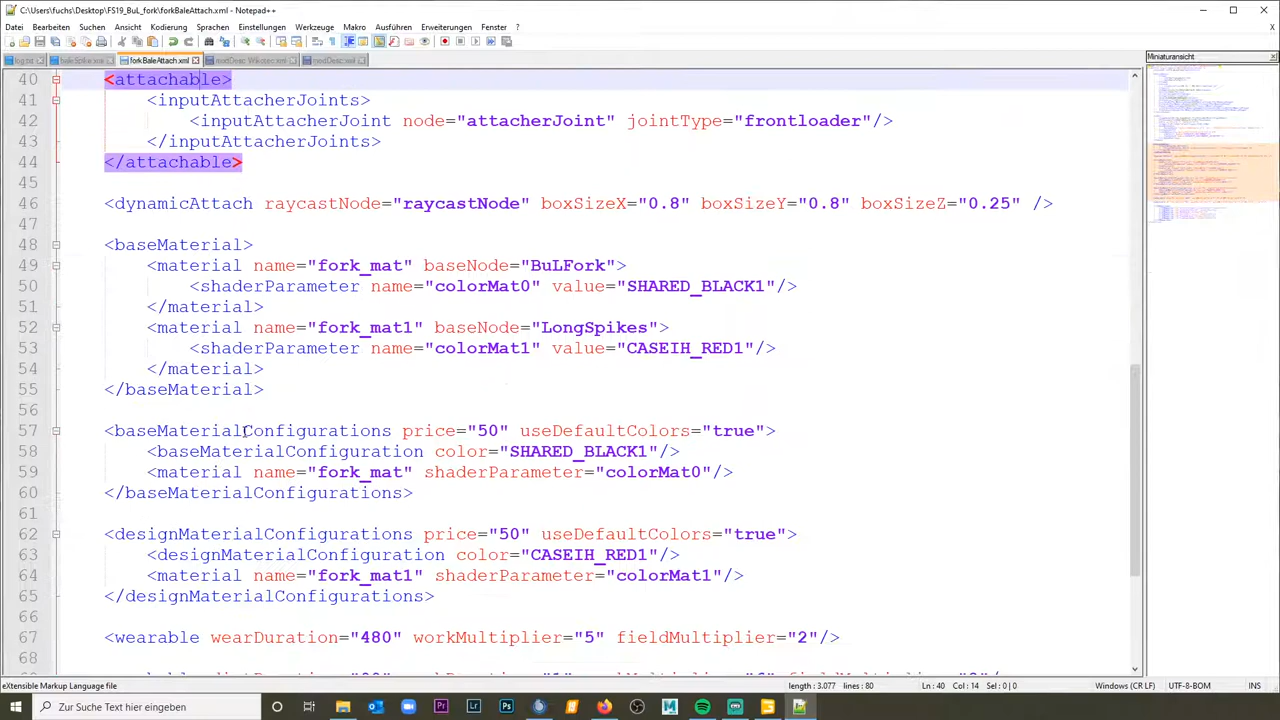 C:\Users\fuchs\Desktop\FS19_BuL_fork\forkBaleAttach.xml - Notepad++
Datei Bearbeiten Suchen Ansicht Kodierung Sprachen Einstellungen Werkzeuge Makro Ausführen Erweiterungen Fenster ?
log.txt baleSpike.xml forkBaleAttach.xml modDesc.xml
Miniaturansicht
40 <attachable>
41 <inputAttacherJoints>
42 <inputAttacherJoint node="attacherJoint" jointType="frontloader"/>
43 </inputAttacherJoints>
44 </attachable>
45
46 <dynamicAttach raycastNode="raycastNode" boxSizeX="0.8" boxSizeY="0.8" boxSizeZ="0.25" />
47
48 <baseMaterial>
49 <material name="fork_mat" baseNode="BuLFork">
50 <shaderParameter name="colorMat0" value="SHARED_BLACK1"/>
51 </material>
52 <material name="fork_mat1" baseNode="LongSpikes">
53 <shaderParameter name="colorMat1" value="CASEIH_RED1"/>
54 </material>
55 </baseMaterial>
56
57 <baseMaterialConfigurations price="50" useDefaultColors="true">
58 <baseMaterialConfiguration color="SHARED_BLACK1"/>
59 <material name="fork_mat" shaderParameter="colorMat0"/>
60 </baseMaterialConfigurations>
61
62 <designMaterialConfigurations price="50" useDefaultColors="true">
63 <designMaterialConfiguration color="CASEIH_RED1"/>
64 <material name="fork_mat1" shaderParameter="colorMat1"/>
65 </designMaterialConfigurations>
66
67 <wearable wearDuration="480" workMultiplier="5" fieldMultiplier="2"/>
68
eXtensible Markup Language file length : 3.077 lines : 80 Ln : 40 Col : 14 Sel : 0 | 0 Windows (CR LF) UTF-8-BOM INS
Zur Suche Text hier eingeben